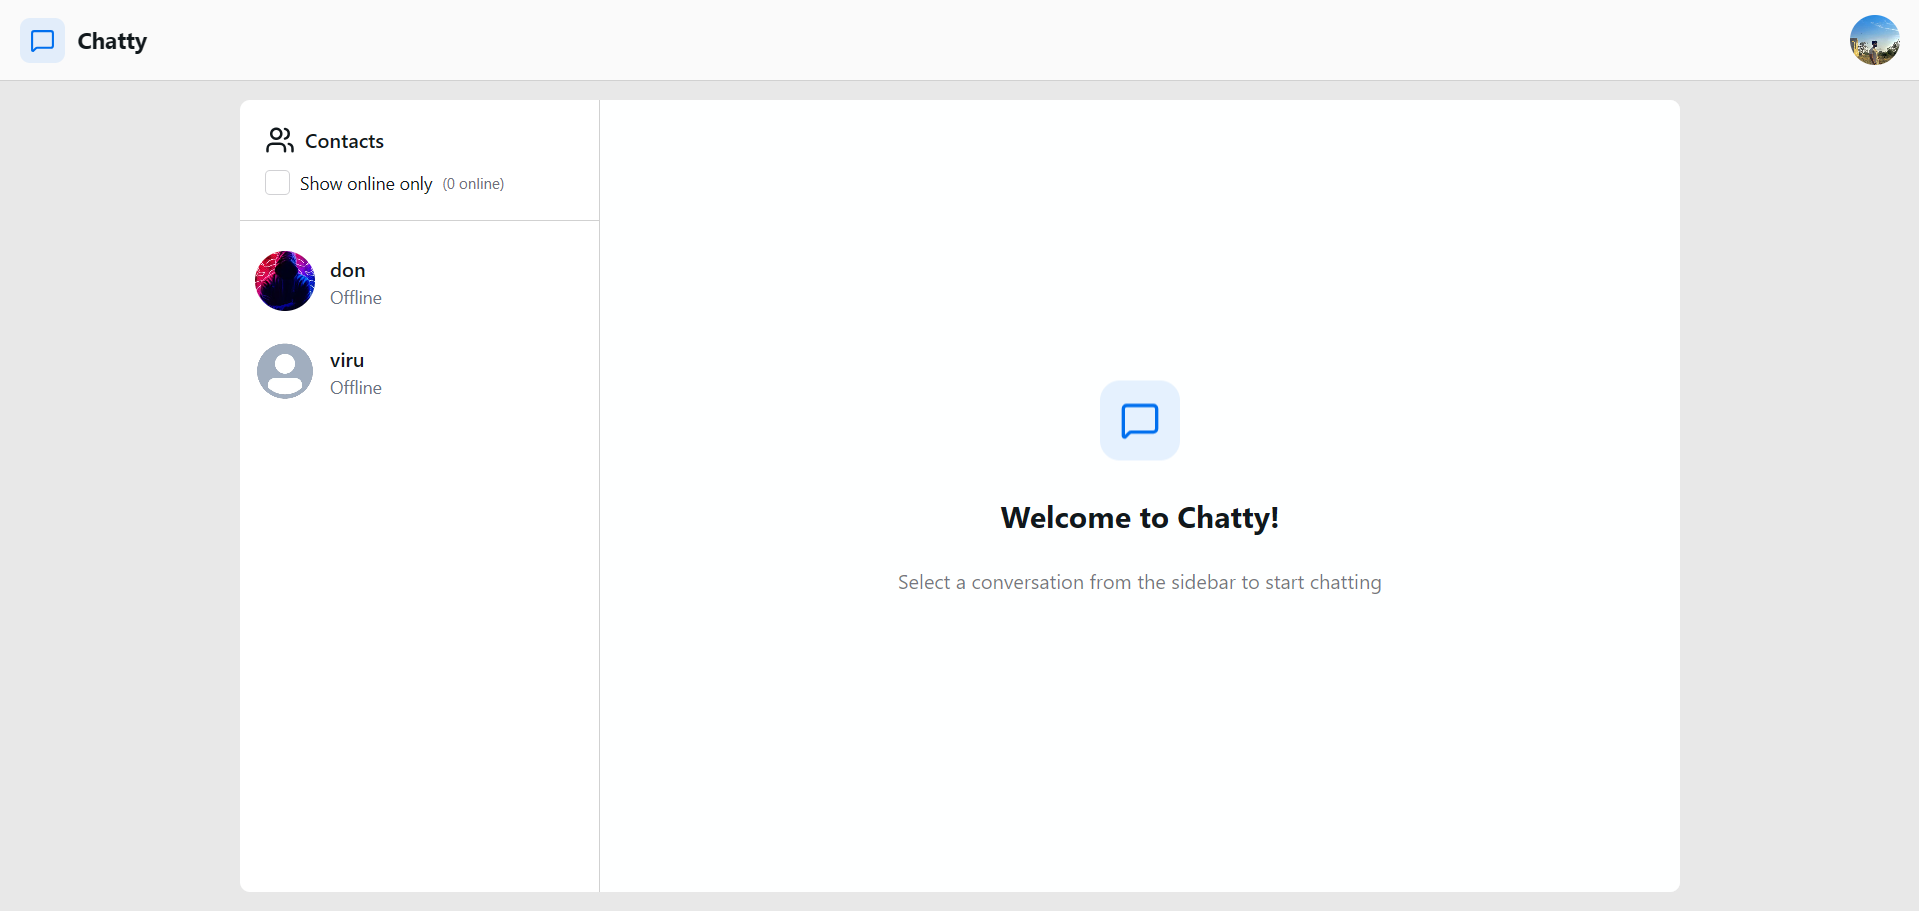 Chatty
Contacts
Show online only (0 online)
don
Offline
viru
Offline
Welcome to Chatty!
Select a conversation from the sidebar to start chatting